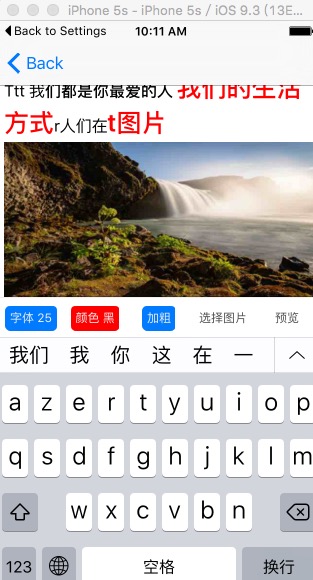 iPhone 5s - iPhone 5s / iOS 9.3 (13E...
Back to Settings 10:11 AM
Back
Ttt 我们都是你最爱的人 我们的生活
方式r人们在t图片
字体 25 颜色 黑 加粗 选择图片 预览
我们 我 你 这 在 一
a z e r t y u i o p
q s d f g h j k l m
w x c v b n
123 空格 换行